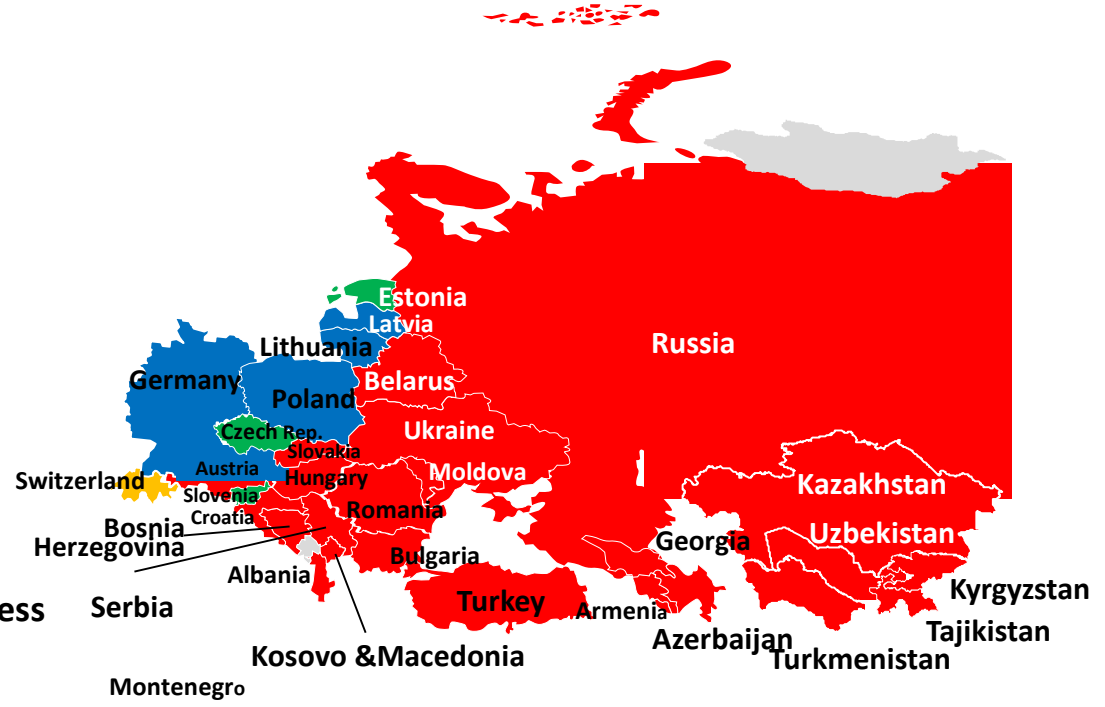 Estonia
Latvia
Lithuania
Russia
Germany
Belarus
Poland
Czech Rep.
Ukraine
Slovakia
Austria
Moldova
Switzerland
Hungary
Kazakhstan
Slovenia
Romania
Croatia
Bosnia
Herzegovina
Uzbekistan
Georgia
Bulgaria
Albania
Kyrgyzstan
Turkey
ess
Serbia
Armenia
Tajikistan
Azerbaijan
Turkmenistan
Kosovo &Macedonia
Montenegro